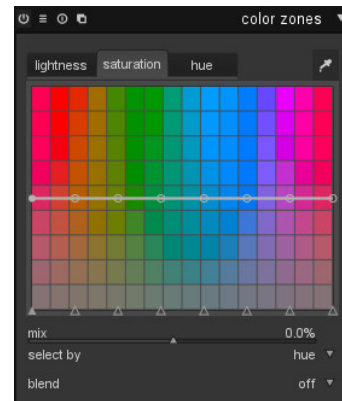 color zones
lightness saturation hue
mix 0.0%
select by hue
blend off